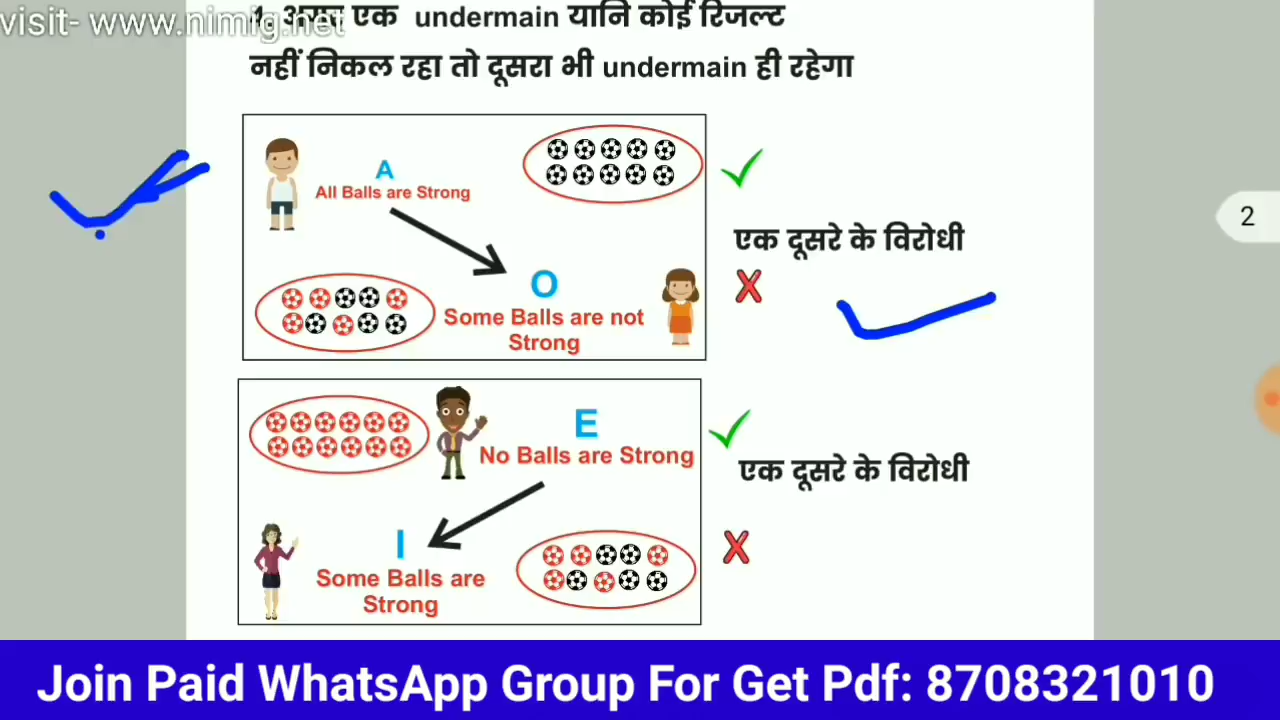 visit- www.nimig.net
एक undermain यानि कोई रिजल्ट
नहीं निकल रहा तो दूसरा भी undermain ही रहेगा
A
All Balls are Strong
एक दूसरे के विरोधी
O
Some Balls are not
Strong
2
E
No Balls are Strong
एक दूसरे के विरोधी
I
Some Balls are
Strong
Join Paid WhatsApp Group For Get Pdf: 8708321010